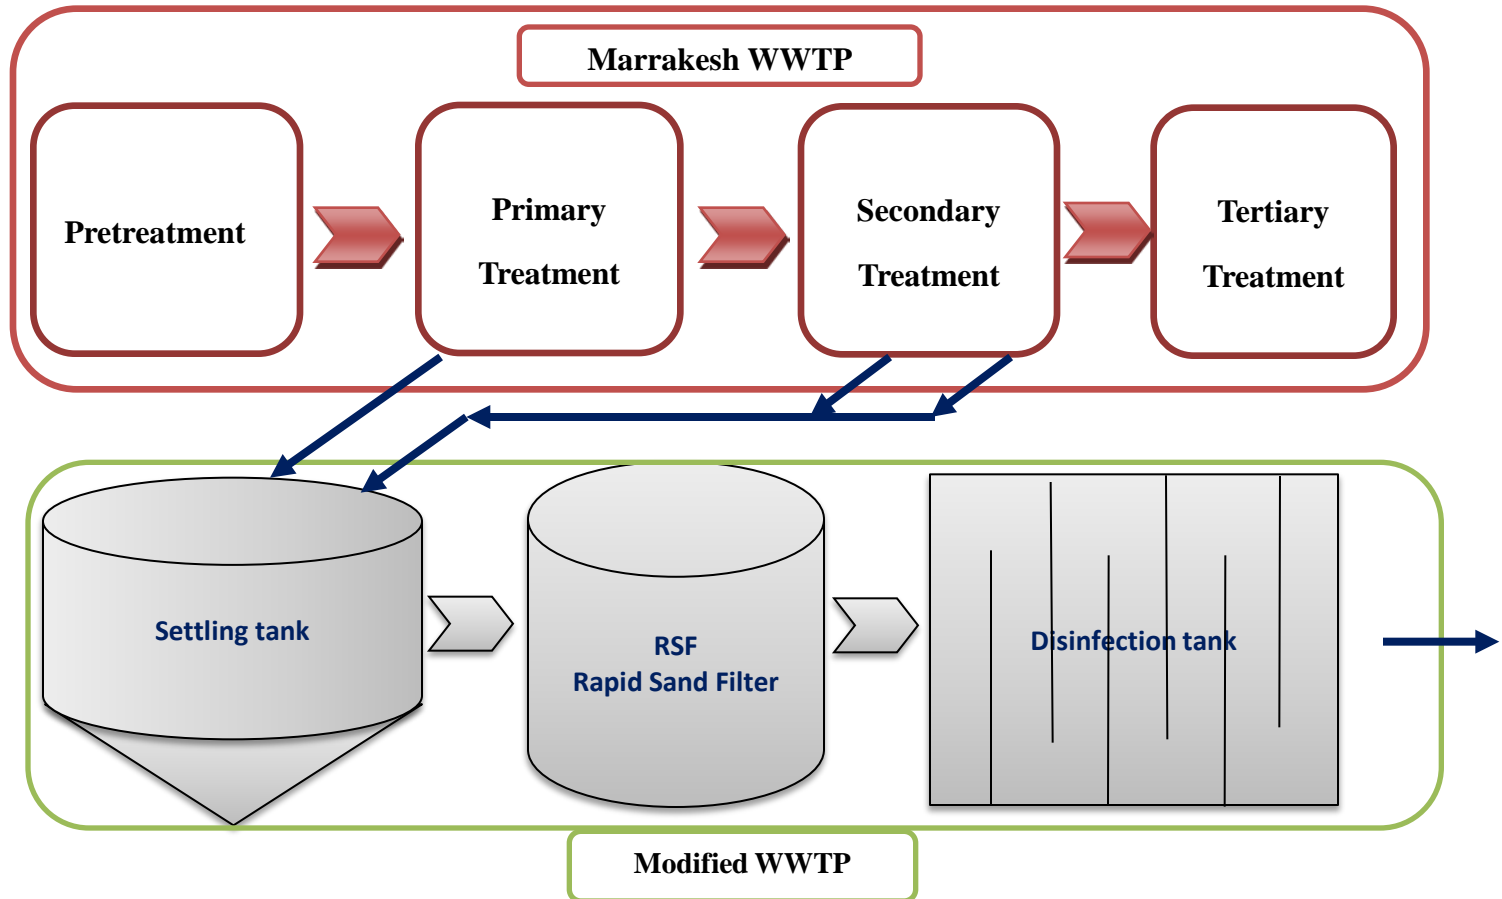 Marrakesh WWTP
Pretreatment
Primary
Treatment
Secondary
Treatment
Tertiary
Treatment
Settling tank
RSF
Rapid Sand Filter
Disinfection tank
Modified WWTP